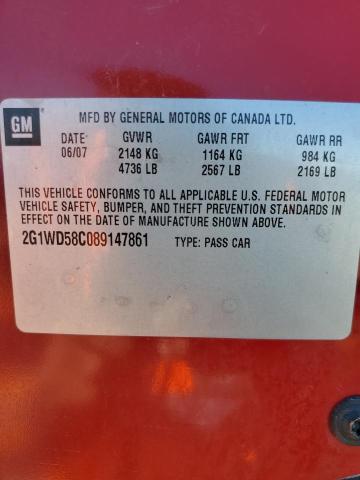 GM
MFD BY GENERAL MOTORS OF CANADA LTD.
DATE GVWR GAWR FRT GAWR RR
06/07 2148 KG 1164 KG 984 KG
4736 LB 2567 LB 2169 LB
THIS VEHICLE CONFORMS TO ALL APPLICABLE U.S. FEDERAL MOTOR
VEHICLE SAFETY, BUMPER, AND THEFT PREVENTION STANDARDS IN
EFFECT ON THE DATE OF MANUFACTURE SHOWN ABOVE.
2G1WD58C089147861 TYPE: PASS CAR